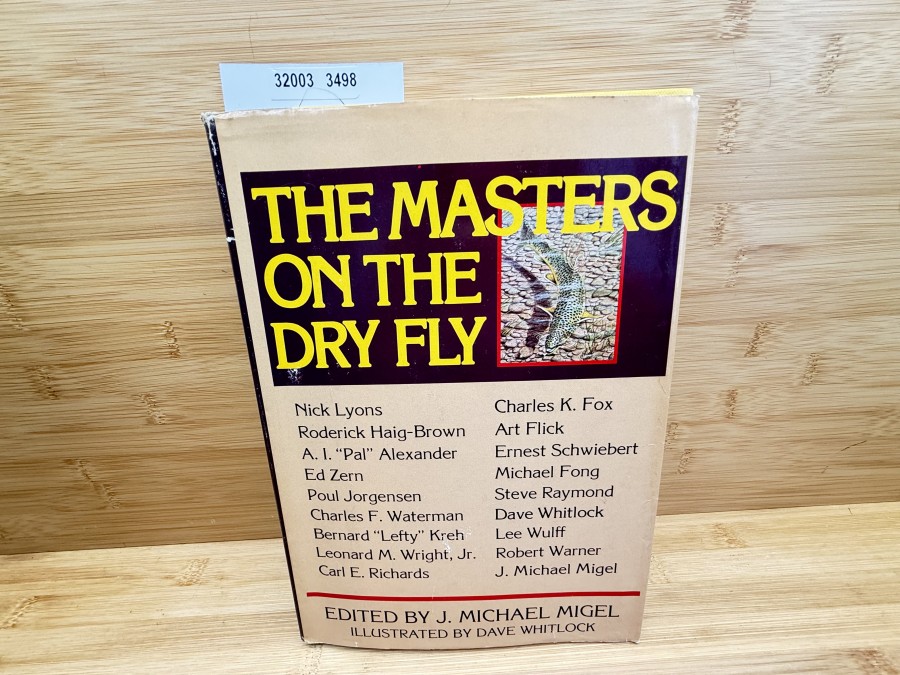 32003 3498
THE MASTERS
ON THE
DRY FLY
Nick Lyons
Roderick Haig-Brown
A. I. "Pal" Alexander
Ed Zern
Poul Jorgensen
Charles F. Waterman
Bernard "Lefty" Kreh
Leonard M. Wright, Jr.
Carl E. Richards
Charles K. Fox
Art Flick
Ernest Schwiebert
Michael Fong
Steve Raymond
Dave Whitlock
Lee Wulff
Robert Warner
J. Michael Migel
EDITED BY J. MICHAEL MIGEL
ILLUSTRATED BY DAVE WHITLOCK